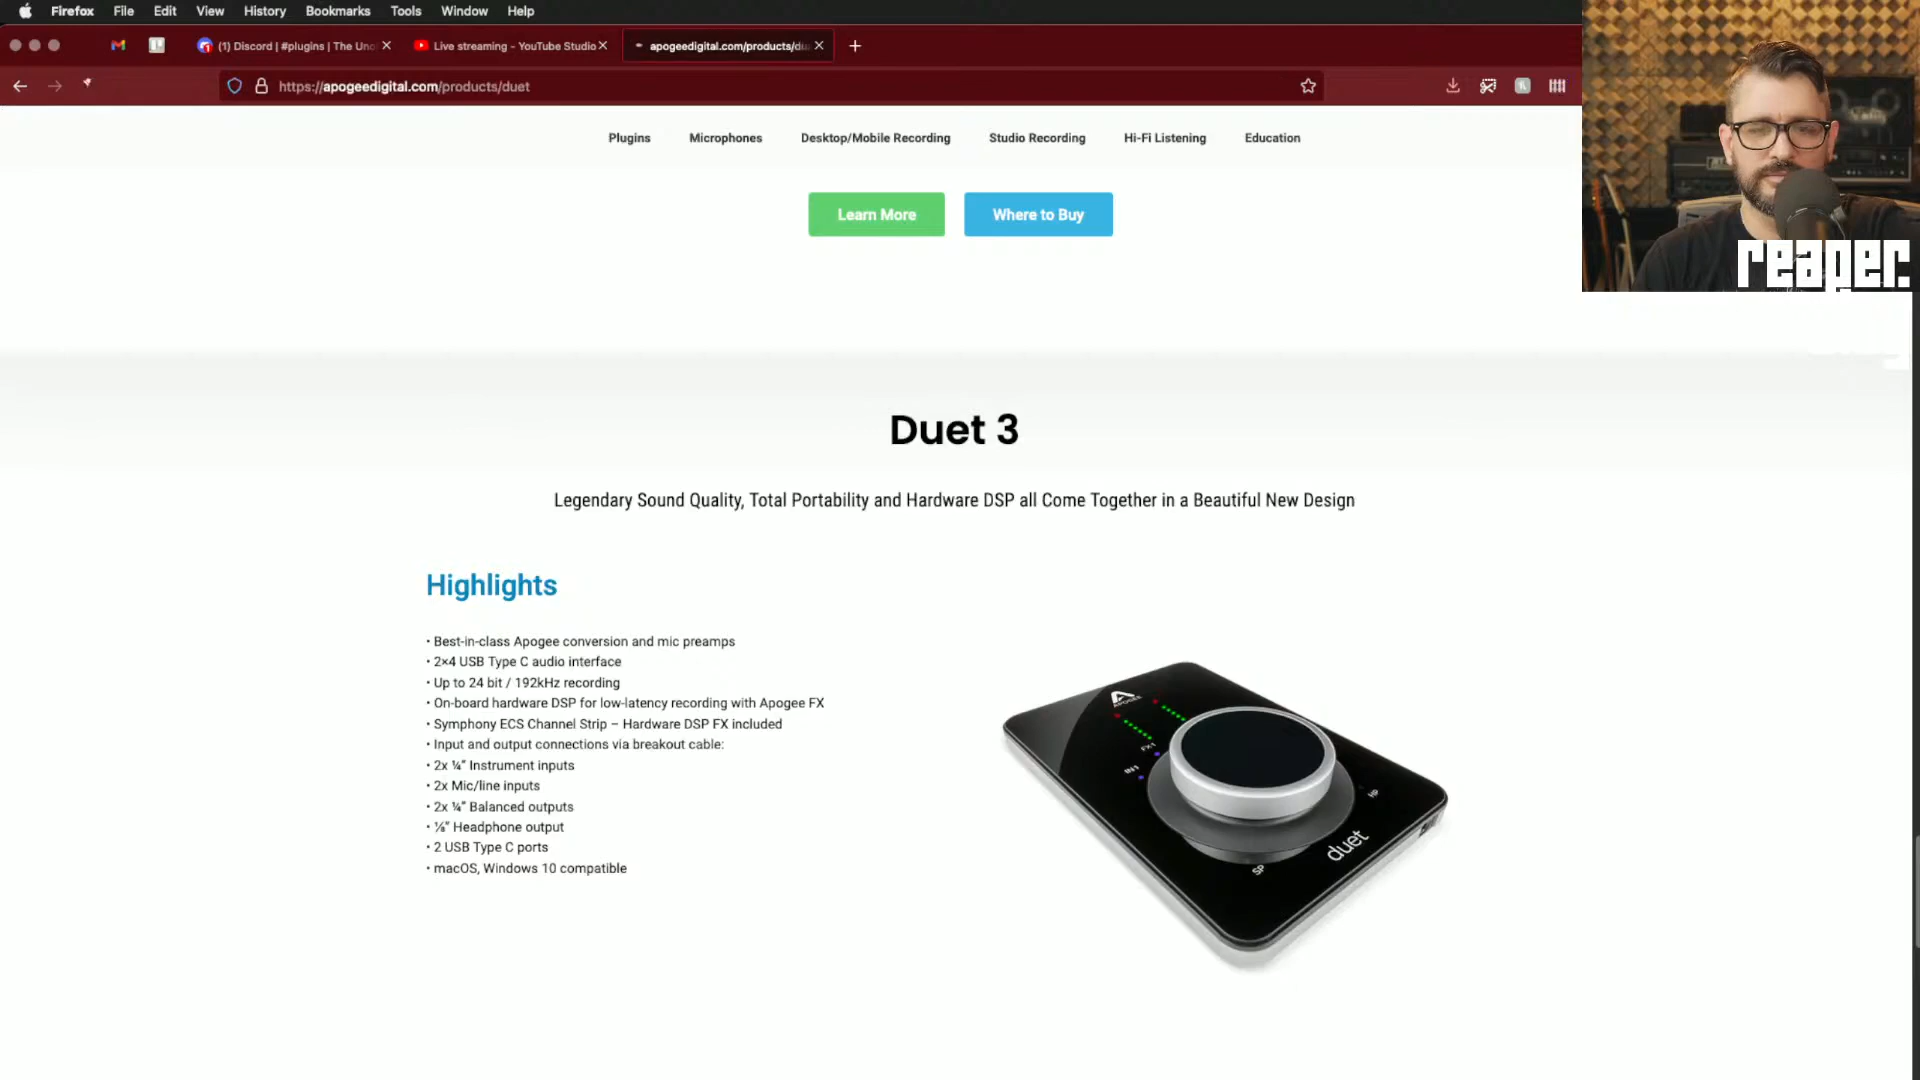 Firefox File Edit View History Bookmarks Tools Window Help
(1) Discord | #plugins | The Uno
Live streaming - YouTube Studio
apogeedigital.com/products/du
https://apogeedigital.com/products/duet
Plugins Microphones Desktop/Mobile Recording Studio Recording Hi-Fi Listening Education
Learn More Where to Buy
reaper.
Duet 3
Legendary Sound Quality, Total Portability and Hardware DSP all Come Together in a Beautiful New Design
Highlights
• Best-in-class Apogee conversion and mic preamps
• 2×4 USB Type C audio interface
• Up to 24 bit / 192kHz recording
• On-board hardware DSP for low-latency recording with Apogee FX
• Symphony ECS Channel Strip – Hardware DSP FX included
• Input and output connections via breakout cable:
• 2x ¼” Instrument inputs
• 2x Mic/line inputs
• 2x ¼” Balanced outputs
• ⅛” Headphone output
• 2 USB Type C ports
• macOS, Windows 10 compatible
APOGEE
FX1
IN1
HP
SP
duet